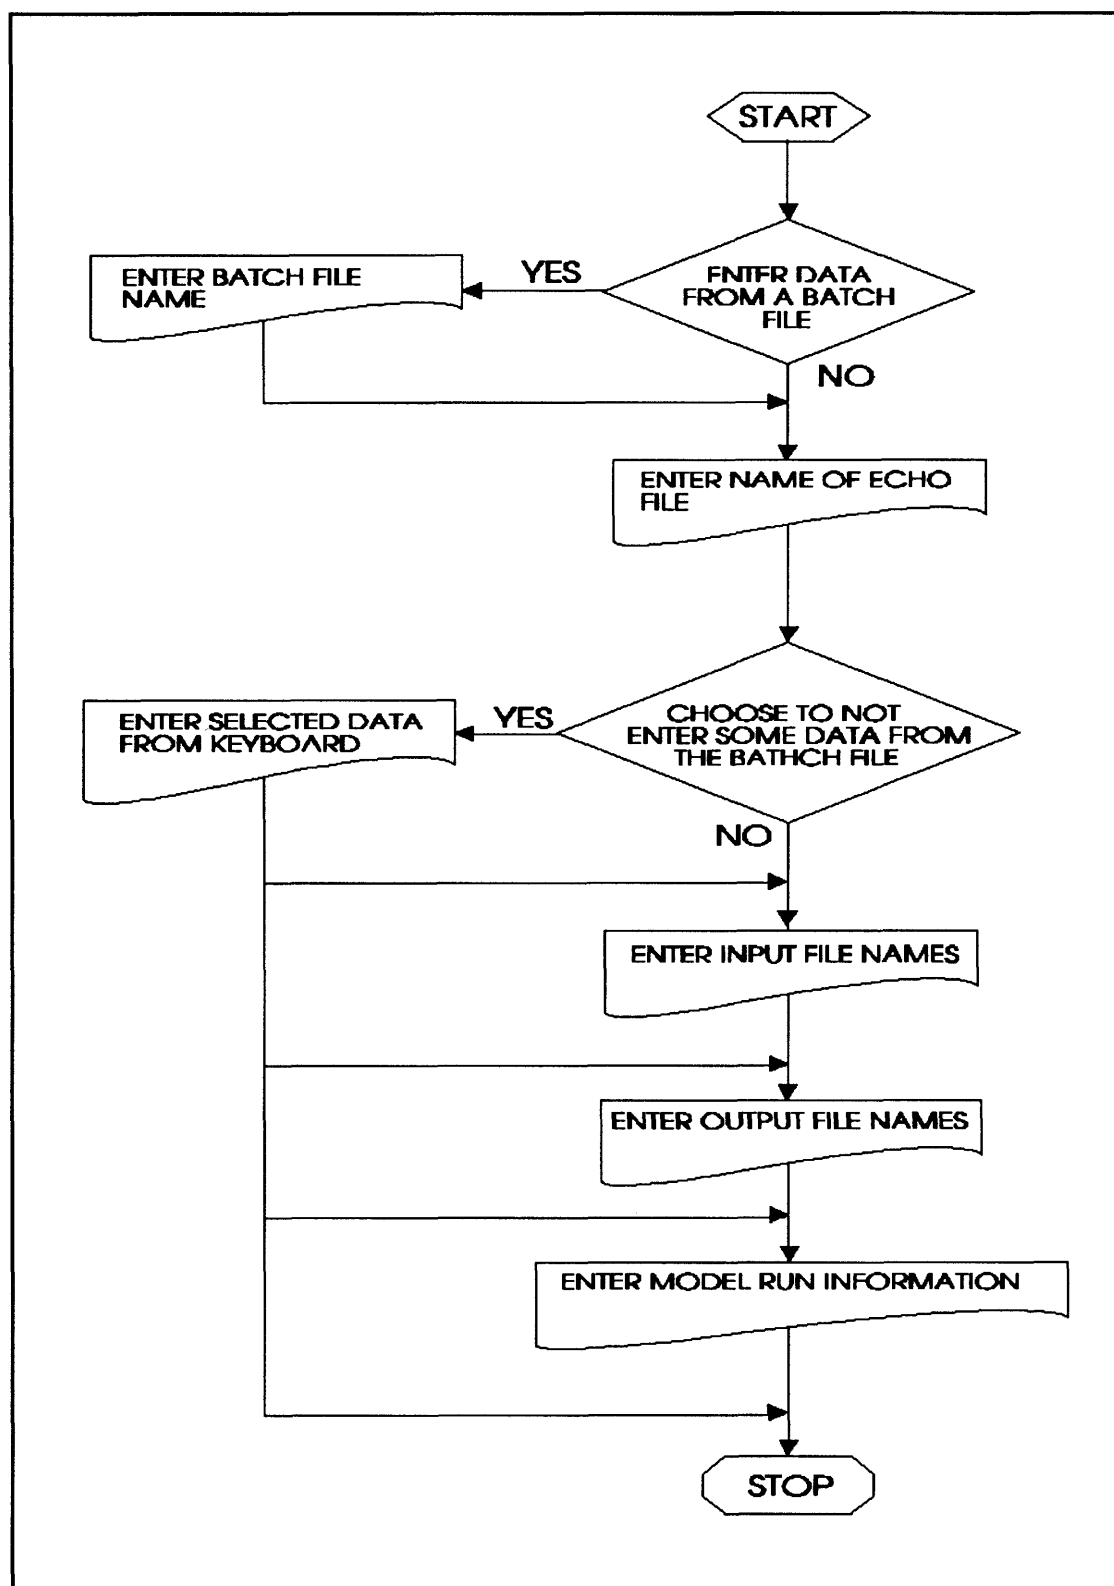 START
ENTER DATA
FROM A BATCH
FILE
YES
ENTER BATCH FILE
NAME
NO
ENTER NAME OF ECHO
FILE
CHOOSE TO NOT
ENTER SOME DATA FROM
THE BATHCH FILE
YES
ENTER SELECTED DATA
FROM KEYBOARD
NO
ENTER INPUT FILE NAMES
ENTER OUTPUT FILE NAMES
ENTER MODEL RUN INFORMATION
STOP